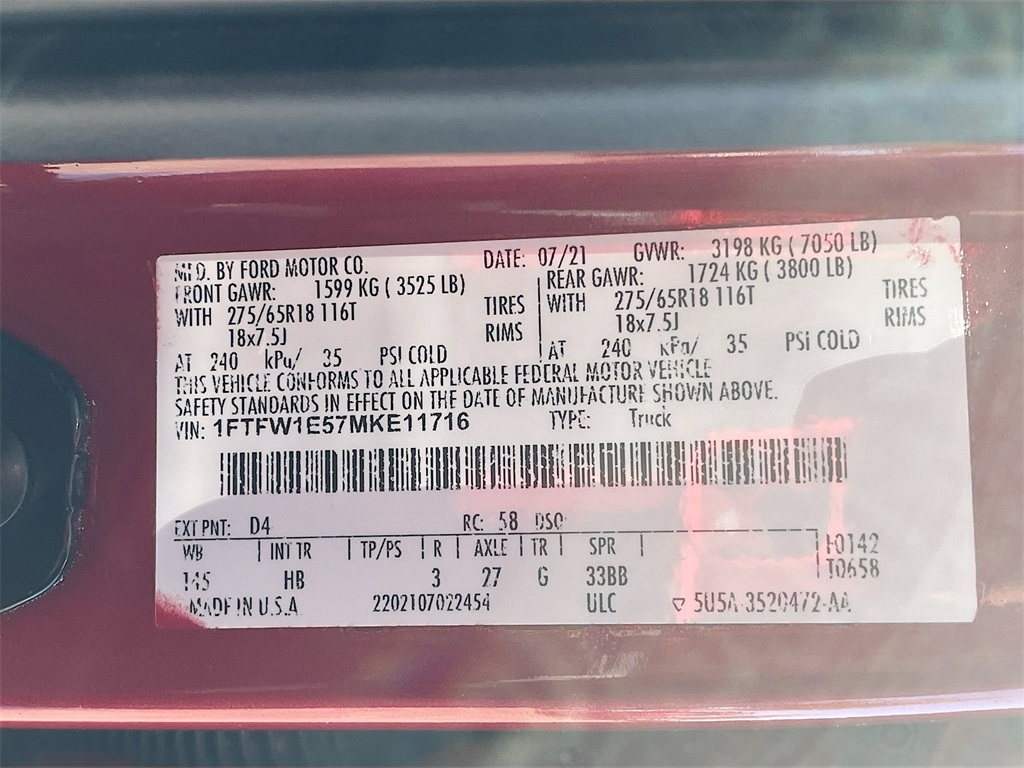 MFD. BY FORD MOTOR CO. DATE: 07/21 GVWR: 3198 KG ( 7050 LB)
FRONT GAWR: 1599 KG ( 3525 LB) REAR GAWR: 1724 KG ( 3800 LB)
WITH 275/65R18 116T TIRES WITH 275/65R18 116T TIRES
18x7.5J RIMS 18x7.5J RIMS
AT 240 kPa/ 35 PSI COLD AT 240 kPa/ 35 PSI COLD
THIS VEHICLE CONFORMS TO ALL APPLICABLE FEDERAL MOTOR VEHICLE
SAFETY STANDARDS IN EFFECT ON THE DATE OF MANUFACTURE SHOWN ABOVE.
VIN: 1FTFW1E57MKE11716 TYPE: Truck
EXT PNT: D4 RC: 58 DSO:
WB INT TR TP/PS R AXLE TR SPR F0142
145 HB 3 27 G 33BB T0658
MADE IN U.S.A 2202107022454 ULC ▽ 5U5A-3520472-AA